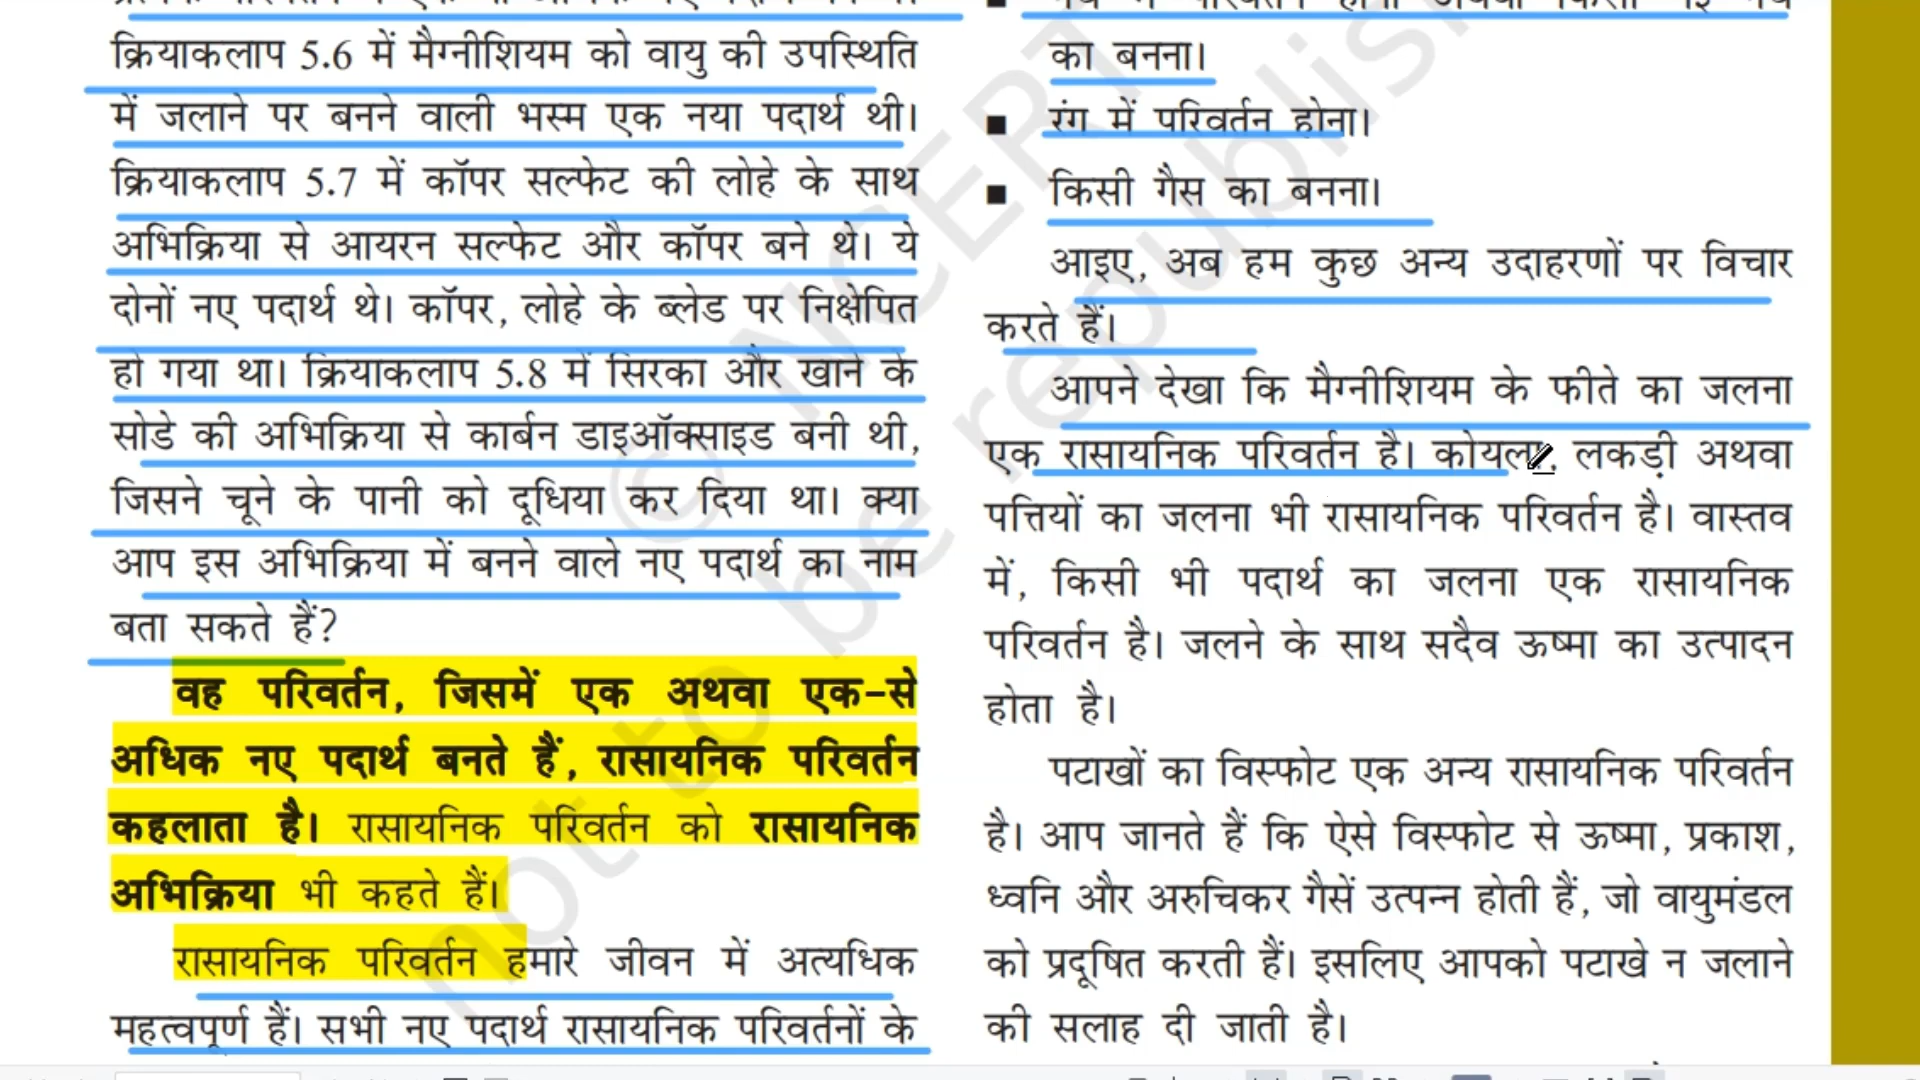 क्रियाकलाप 5.6 में मैग्नीशियम को वायु की उपस्थिति
में जलाने पर बनने वाली भस्म एक नया पदार्थ थी।
क्रियाकलाप 5.7 में कॉपर सल्फेट की लोहे के साथ
अभिक्रिया से आयरन सल्फेट और कॉपर बने थे। ये
दोनों नए पदार्थ थे। कॉपर, लोहे के ब्लेड पर निक्षेपित
हो गया था। क्रियाकलाप 5.8 में सिरका और खाने के
सोडे की अभिक्रिया से कार्बन डाइऑक्साइड बनी थी,
जिसने चूने के पानी को दूधिया कर दिया था। क्या
आप इस अभिक्रिया में बनने वाले नए पदार्थ का नाम
बता सकते हैं?
वह परिवर्तन, जिसमें एक अथवा एक-से
अधिक नए पदार्थ बनते हैं, रासायनिक परिवर्तन
कहलाता है। रासायनिक परिवर्तन को रासायनिक
अभिक्रिया भी कहते हैं।
रासायनिक परिवर्तन हमारे जीवन में अत्यधिक
महत्वपूर्ण हैं। सभी नए पदार्थ रासायनिक परिवर्तनों के
का बनना।
■ रंग में परिवर्तन होना।
■ किसी गैस का बनना।
आइए, अब हम कुछ अन्य उदाहरणों पर विचार
करते हैं।
आपने देखा कि मैग्नीशियम के फीते का जलना
एक रासायनिक परिवर्तन है। कोयला, लकड़ी अथवा
पत्तियों का जलना भी रासायनिक परिवर्तन है। वास्तव
में, किसी भी पदार्थ का जलना एक रासायनिक
परिवर्तन है। जलने के साथ सदैव ऊष्मा का उत्पादन
होता है।
पटाखों का विस्फोट एक अन्य रासायनिक परिवर्तन
है। आप जानते हैं कि ऐसे विस्फोट से ऊष्मा, प्रकाश,
ध्वनि और अरुचिकर गैसें उत्पन्न होती हैं, जो वायुमंडल
को प्रदूषित करती हैं। इसलिए आपको पटाखे न जलाने
की सलाह दी जाती है।
© NCERT
not to be republis